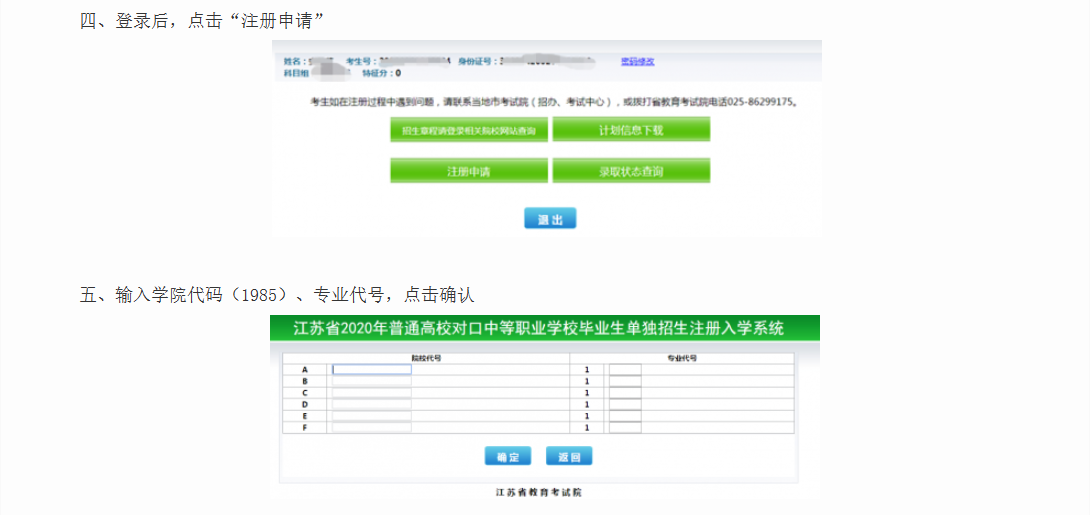 四、登录后，点击“注册申请”
姓名： 考生号： 身份证号： 密码修改
科目组 特征分：0
考生如在注册过程中遇到问题，请联系当地市考试院（招办、考试中心），或拨打省教育考试院电话025-86299175。
招生章程请登录相关院校网站查询 计划信息下载
注册申请 录取状态查询
退 出
五、输入学院代码（1985）、专业代号，点击确认
江苏省2020年普通高校对口中等职业学校毕业生单独招生注册入学系统
院校代号 专业代号
A 1
B 1
C 1
D 1
E 1
F 1
确 定 返 回
江苏省教育考试院